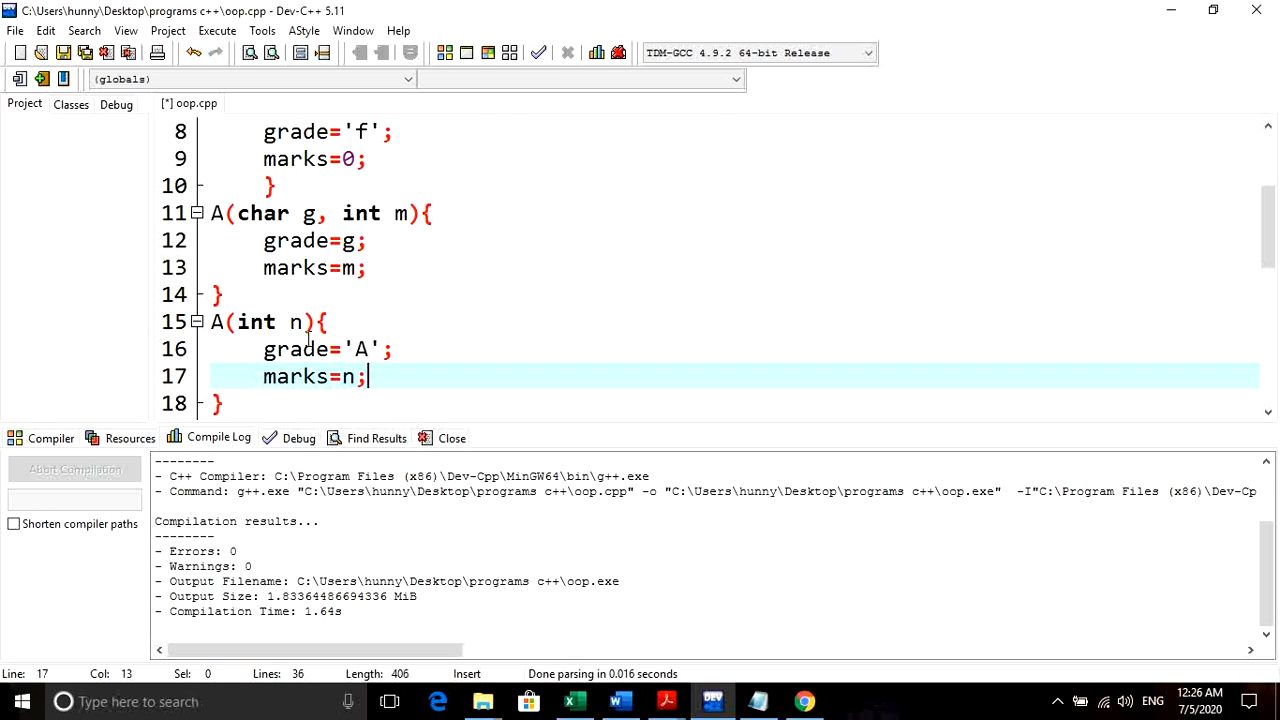 C:\Users\hunny\Desktop\programs c++\oop.cpp - Dev-C++ 5.11
File Edit Search View Project Execute Tools AStyle Window Help
TDM-GCC 4.9.2 64-bit Release
(globals)
Project Classes Debug [*] oop.cpp
8 grade='f';
9 marks=0;
10 }
11 A(char g, int m){
12 grade=g;
13 marks=m;
14 }
15 A(int n){
16 grade='A';
17 marks=n;
18 }
Compiler Resources Compile Log Debug Find Results Close
Abort Compilation
Shorten compiler paths
--------
- C++ Compiler: C:\Program Files (x86)\Dev-Cpp\MinGW64\bin\g++.exe
- Command: g++.exe "C:\Users\hunny\Desktop\programs c++\oop.cpp" -o "C:\Users\hunny\Desktop\programs c++\oop.exe" -I"C:\Program Files (x86)\Dev-Cp
Compilation results...
--------
- Errors: 0
- Warnings: 0
- Output Filename: C:\Users\hunny\Desktop\programs c++\oop.exe
- Output Size: 1.83364486694336 MiB
- Compilation Time: 1.64s
Line: 17 Col: 13 Sel: 0 Lines: 36 Length: 406 Insert Done parsing in 0.016 seconds
Type here to search
DEV
ENG
12:26 AM
7/5/2020